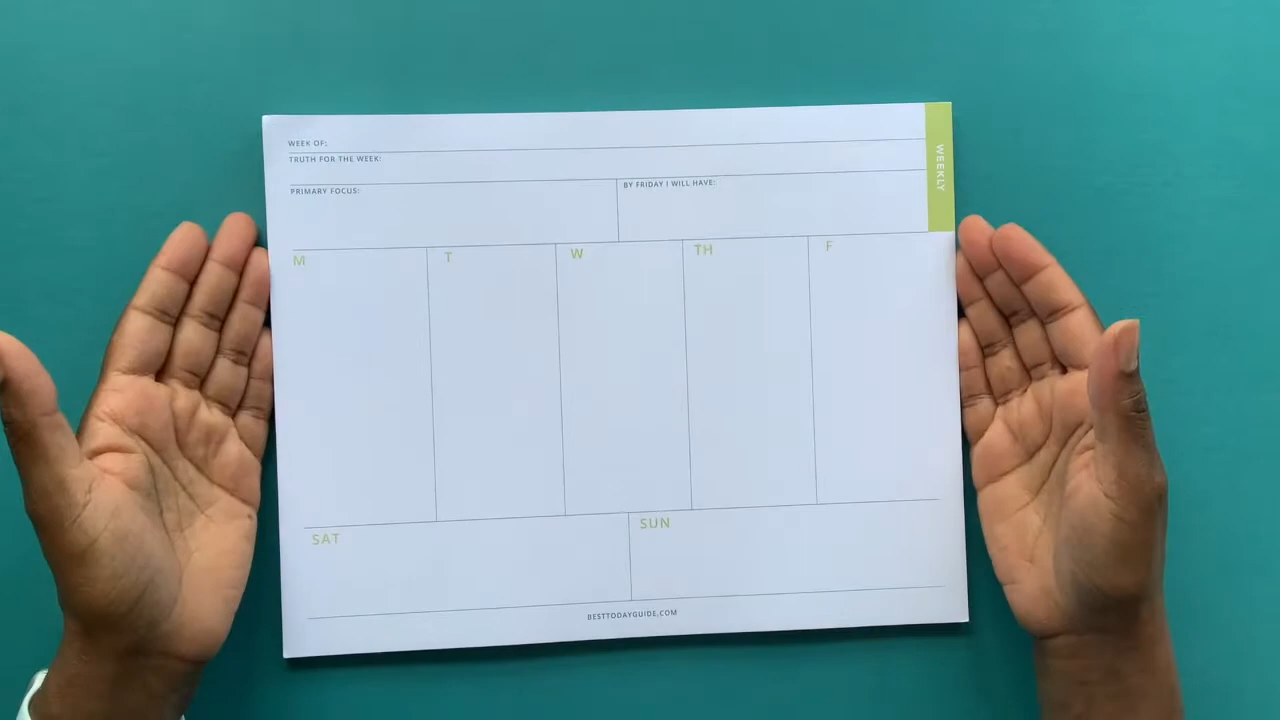 WEEK OF:
TRUTH FOR THE WEEK:
PRIMARY FOCUS:
BY FRIDAY I WILL HAVE:
WEEKLY
M
T
W
TH
F
SAT
SUN
BESTTODAYGUIDE.COM